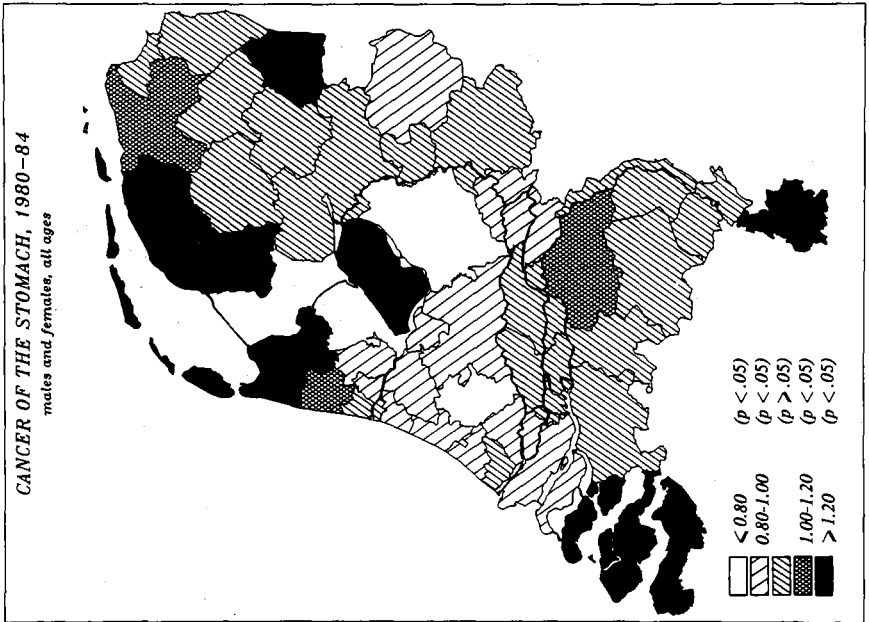 CANCER OF THE STOMACH, 1980-84
males and females, all ages
< 0.80 (p < .05)
0.80-1.00 (p < .05)
(p > .05)
1.00-1.20 (p < .05)
> 1.20 (p < .05)